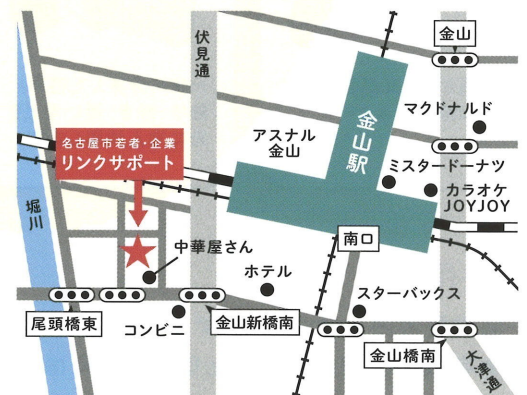 伏見通
金山
マクドナルド
アスナル
金山
金山駅
名古屋市若者・企業
リンクサポート
ミスタードーナツ
カラオケ
JOYJOY
堀川
南口
中華屋さん
ホテル
スターバックス
尾頭橋東
コンビニ
金山新橋南
金山橋南
大津通